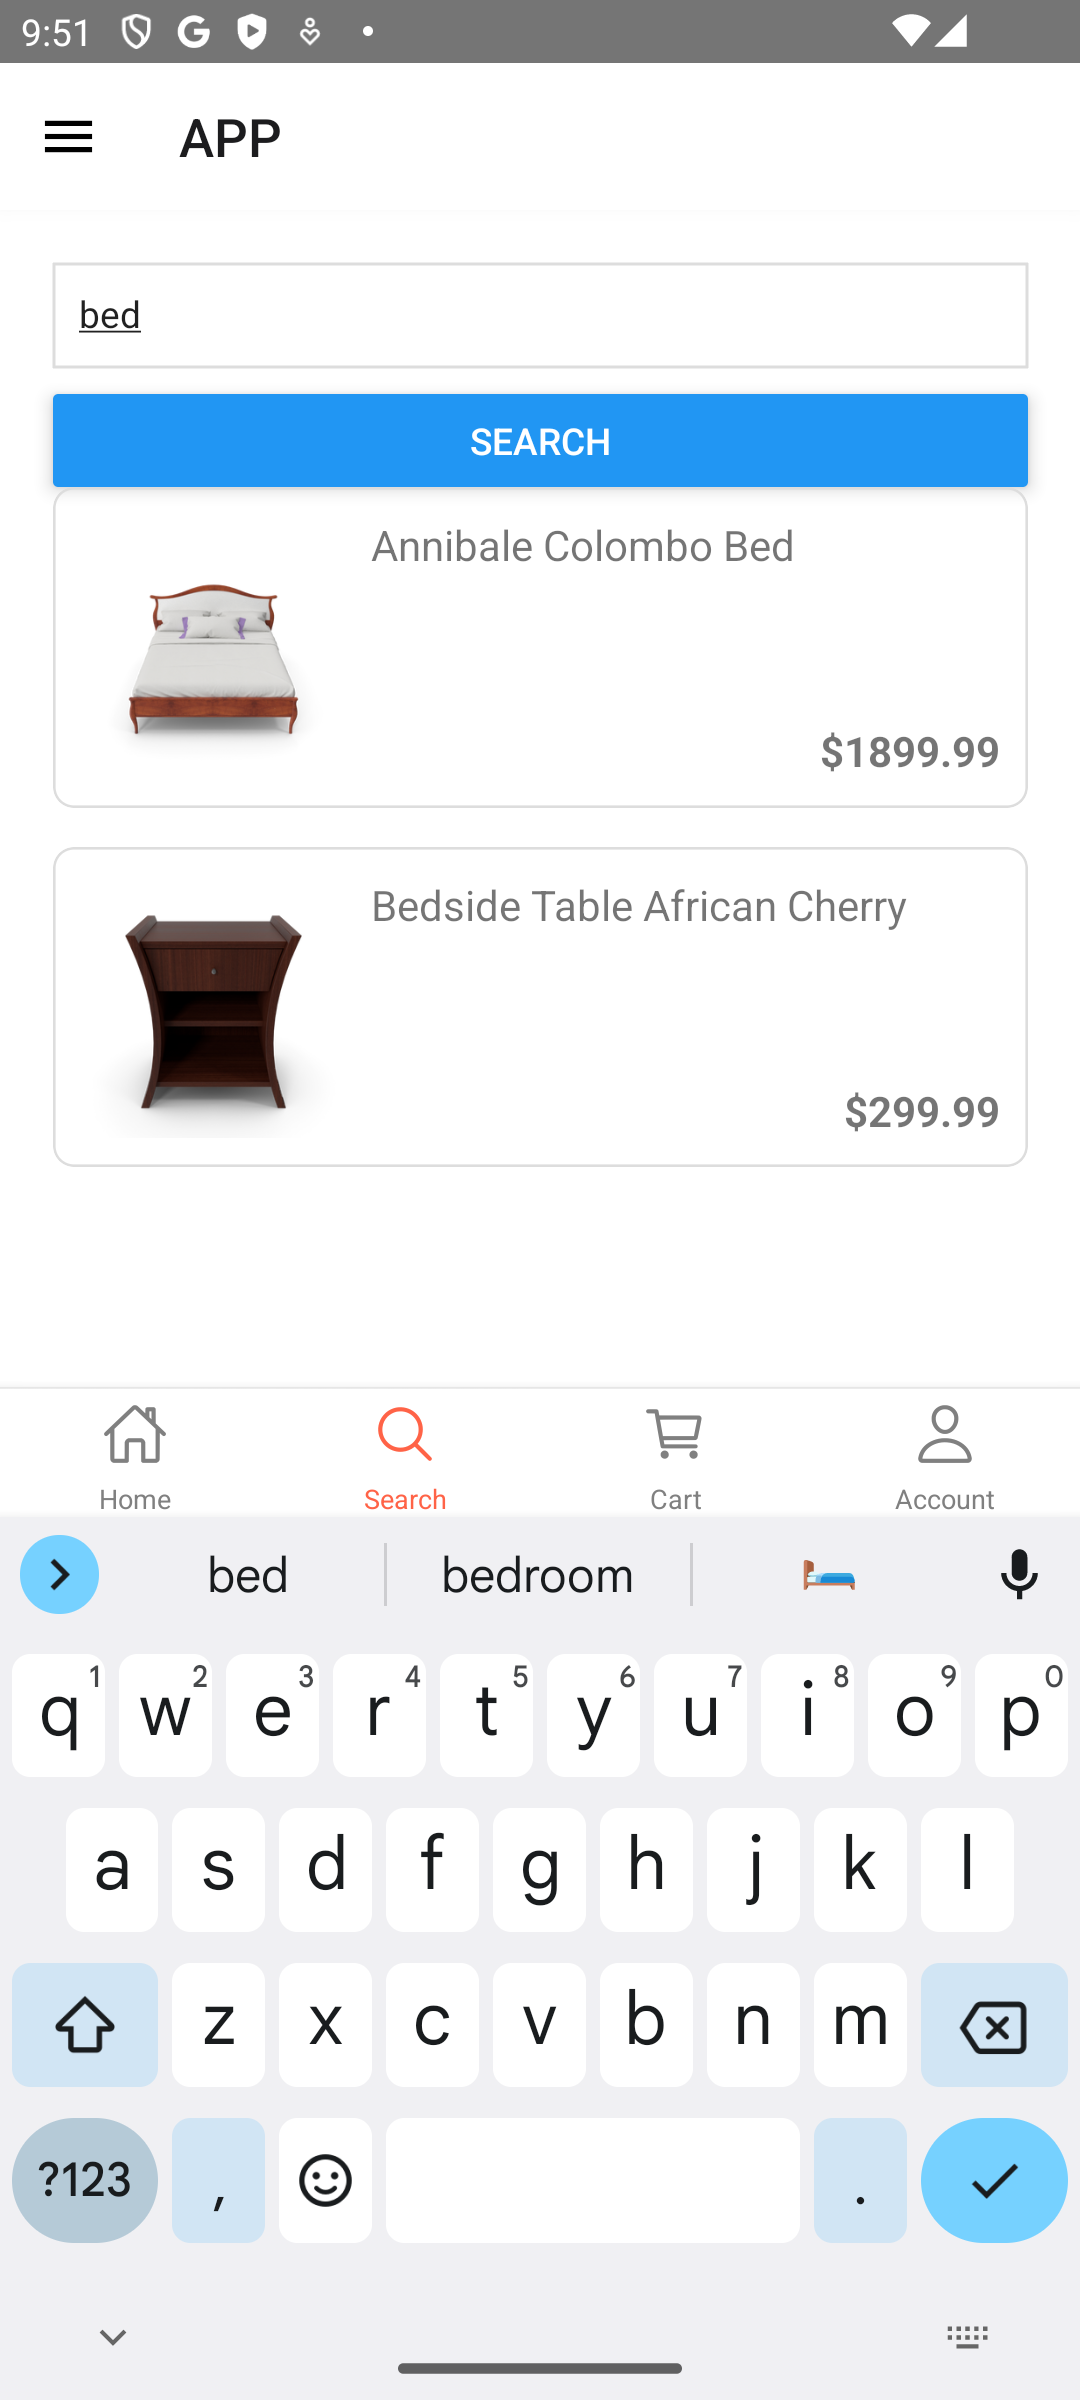 9:51
APP
bed
SEARCH
Annibale Colombo Bed
$1899.99
Bedside Table African Cherry
$299.99
Home Search Cart Account
bed bedroom
q1 w2 e3 r4 t5 y6 u7 i8 o9 p0
a s d f g h j k l
z x c v b n m
?123 , .